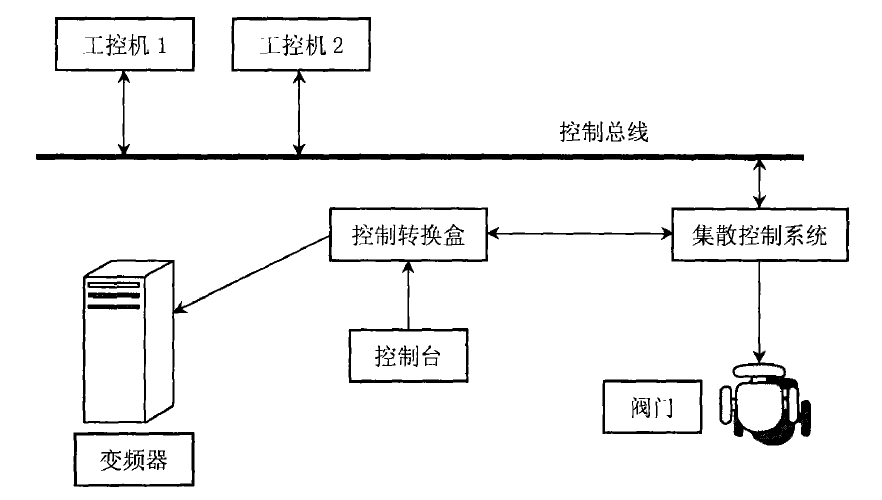 工控机 1
工控机 2
控制总线
控制转换盒
集散控制系统
控制台
阀门
变频器